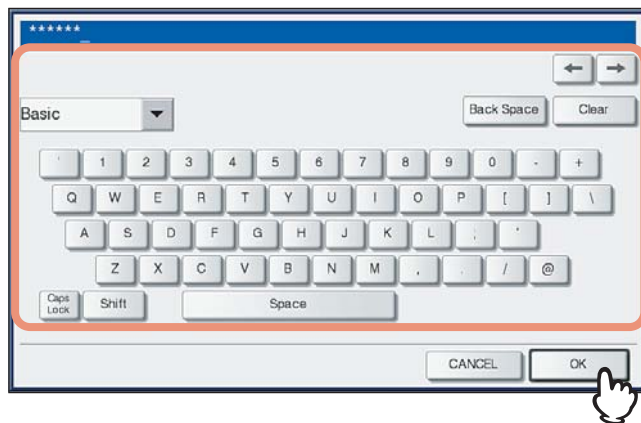 ******_
← →
Basic Back Space Clear
' 1 2 3 4 5 6 7 8 9 0 - +
Q W E R T Y U I O P [ ] \
A S D F G H J K L ; '
Z X C V B N M , . / @
Caps Lock Shift Space
CANCEL OK